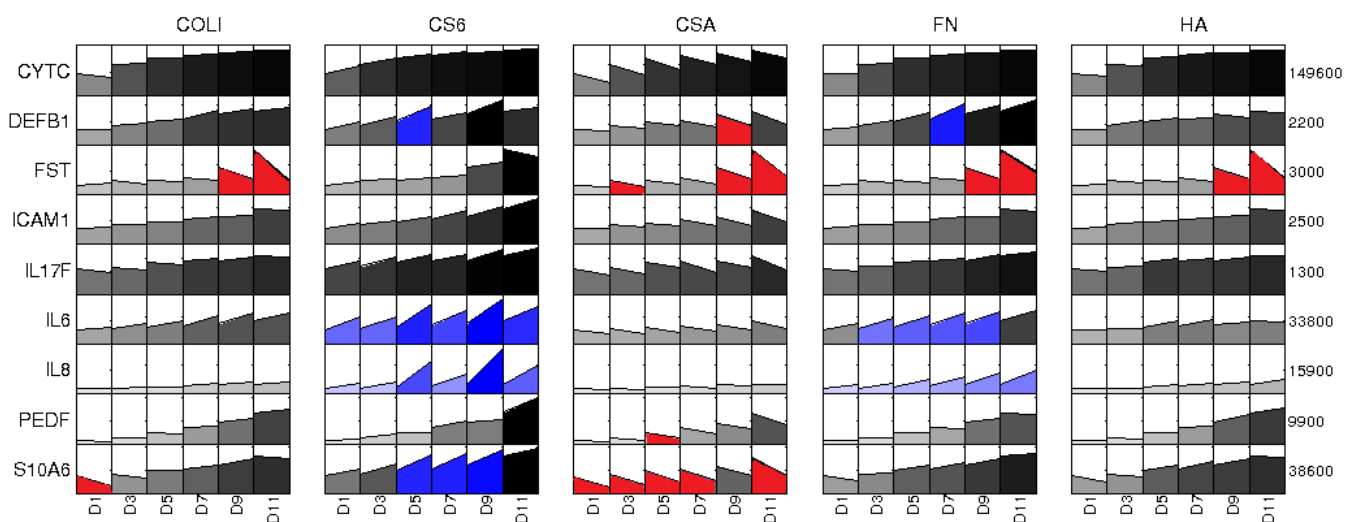 COLI CS6 CSA FN HA
CYTC 149600
DEFB1 2200
FST 3000
ICAM1 2500
IL17F 1300
IL6 33800
IL8 15900
PEDF 9900
S10A6 38600
D1 D3 D5 D7 D9 D11 D1 D3 D5 D7 D9 D11 D1 D3 D5 D7 D9 D11 D1 D3 D5 D7 D9 D11 D1 D3 D5 D7 D9 D11